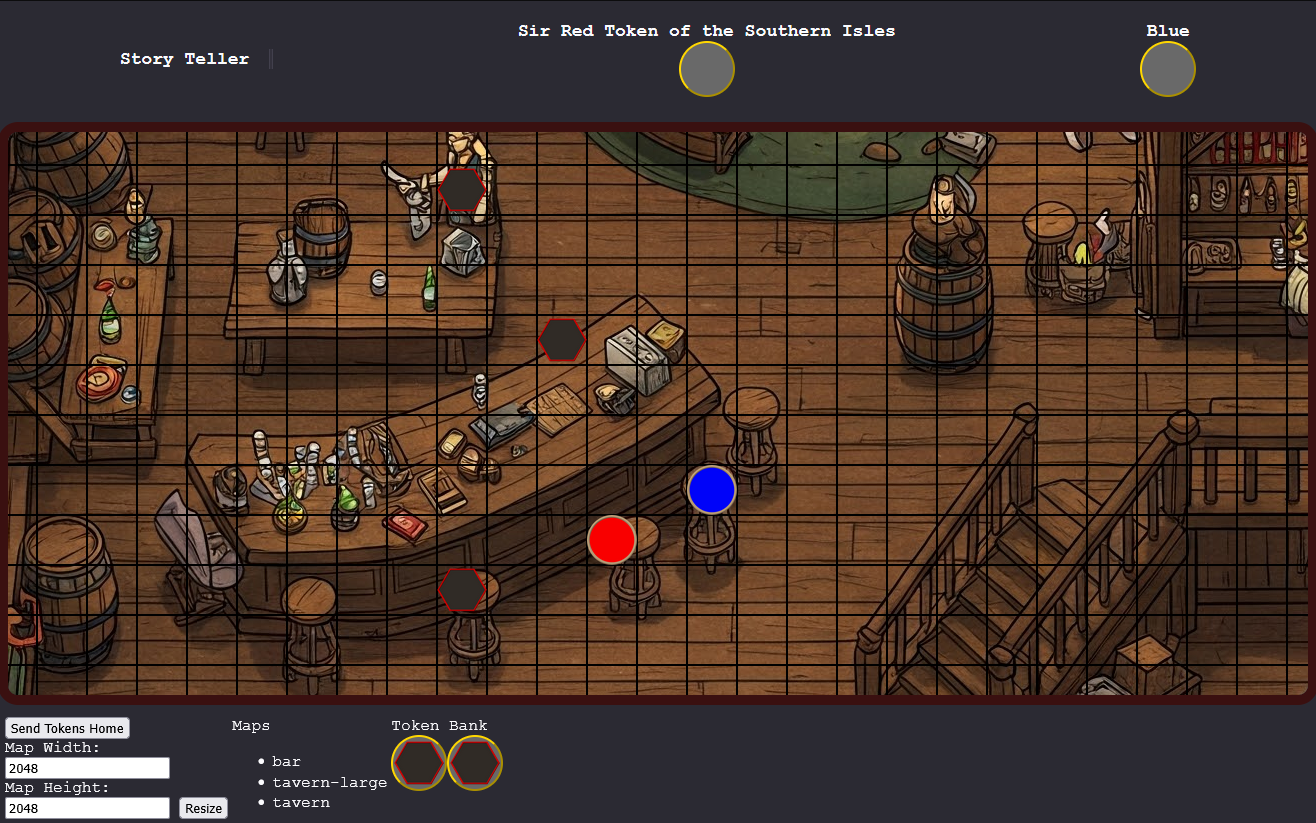 Sir Red Token of the Southern Isles
Blue
Story Teller
Send Tokens Home
Map Width:
2048
Map Height:
2048
Resize
Maps
bar
tavern-large
tavern
Token Bank